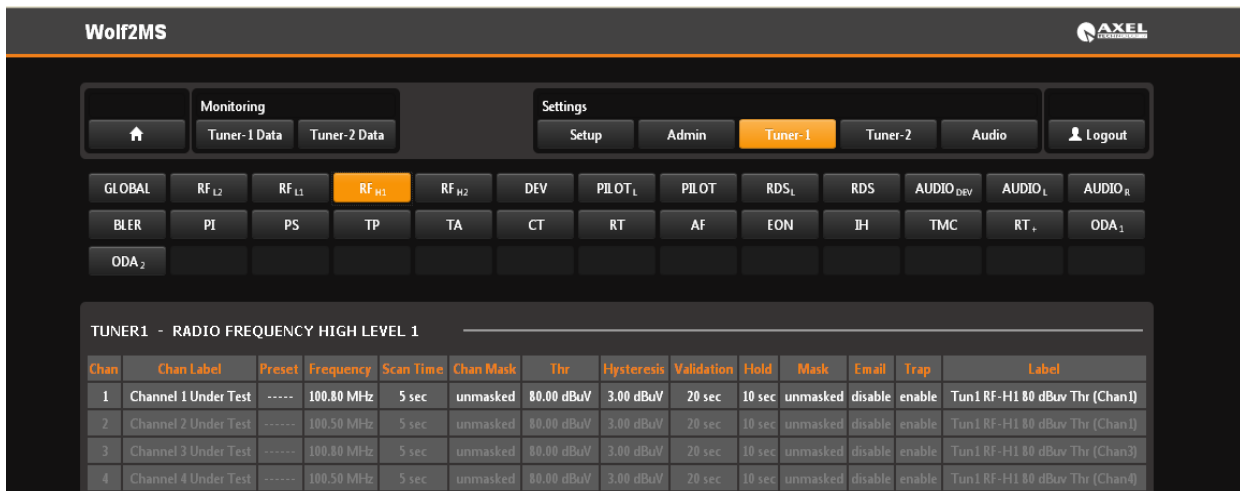 Wolf2MS
AXEL
TECHNOLOGY
Monitoring
Settings
Tuner-1 Data Tuner-2 Data Setup Admin Tuner-1 Tuner-2 Audio Logout
GLOBAL RF L2 RF L1 RF H1 RF H2 DEV PILOT L PILOT RDS L RDS AUDIO DEV AUDIO L AUDIO R
BLER PI PS TP TA CT RT AF EON IH TMC RT + ODA 1
ODA 2
TUNER1 - RADIO FREQUENCY HIGH LEVEL 1
Chan Chan Label Preset Frequency Scan Time Chan Mask Thr Hysteresis Validation Hold Mask Email Trap Label
1 Channel 1 Under Test ----- 100.80 MHz 5 sec unmasked 80.00 dBuV 3.00 dBuV 20 sec 10 sec unmasked disable enable Tun1 RF-H1 80 dBuv Thr (Chan1)
2 Channel 2 Under Test ------ 100.50 MHz 5 sec unmasked 80.00 dBuV 3.00 dBuV 20 sec 10 sec unmasked disable enable Tun1 RF-H1 80 dBuv Thr (Chan1)
3 Channel 3 Under Test ------ 100.80 MHz 5 sec unmasked 80.00 dBuV 3.00 dBuV 20 sec 10 sec unmasked disable enable Tun1 RF-H1 80 dBuv Thr (Chan3)
4 Channel 4 Under Test ------ 100.50 MHz 5 sec unmasked 80.00 dBuV 3.00 dBuV 20 sec 10 sec unmasked disable enable Tun1 RF-H1 80 dBuv Thr (Chan4)